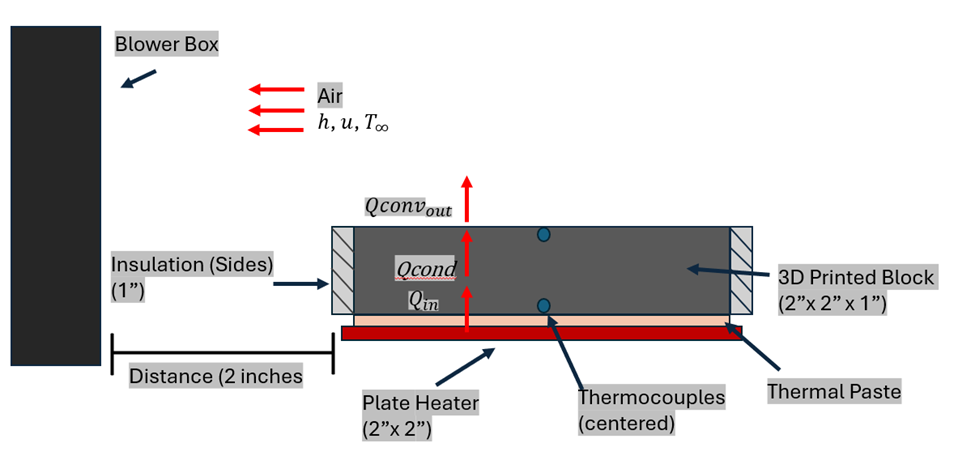 Blower Box
Air
h, u, T∞
Qconv_out
Insulation (Sides)
(1”)
Qcond
Q_in
3D Printed Block
(2”x 2” x 1”)
Distance (2 inches
Plate Heater
(2”x 2”)
Thermocouples
(centered)
Thermal Paste